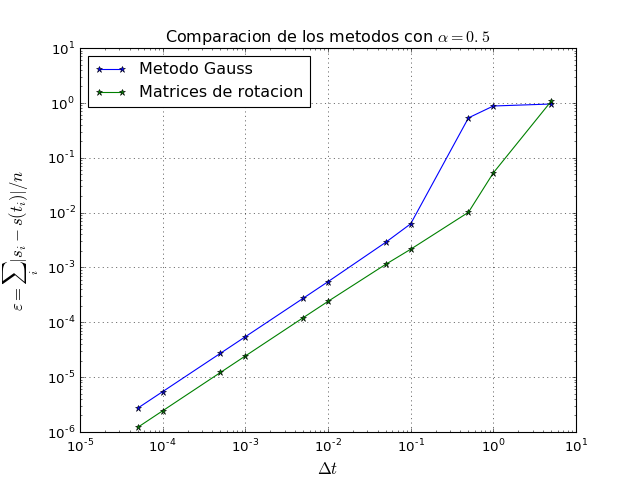 Comparacion de los metodos con α = 0.5
10^1
Metodo Gauss
Matrices de rotacion
10^0
10^-1
10^-2
10^-3
10^-4
10^-5
10^-6
ε = ∑_i |s_i − s(t_i)|/n
10^-5 10^-4 10^-3 10^-2 10^-1 10^0 10^1
Δt